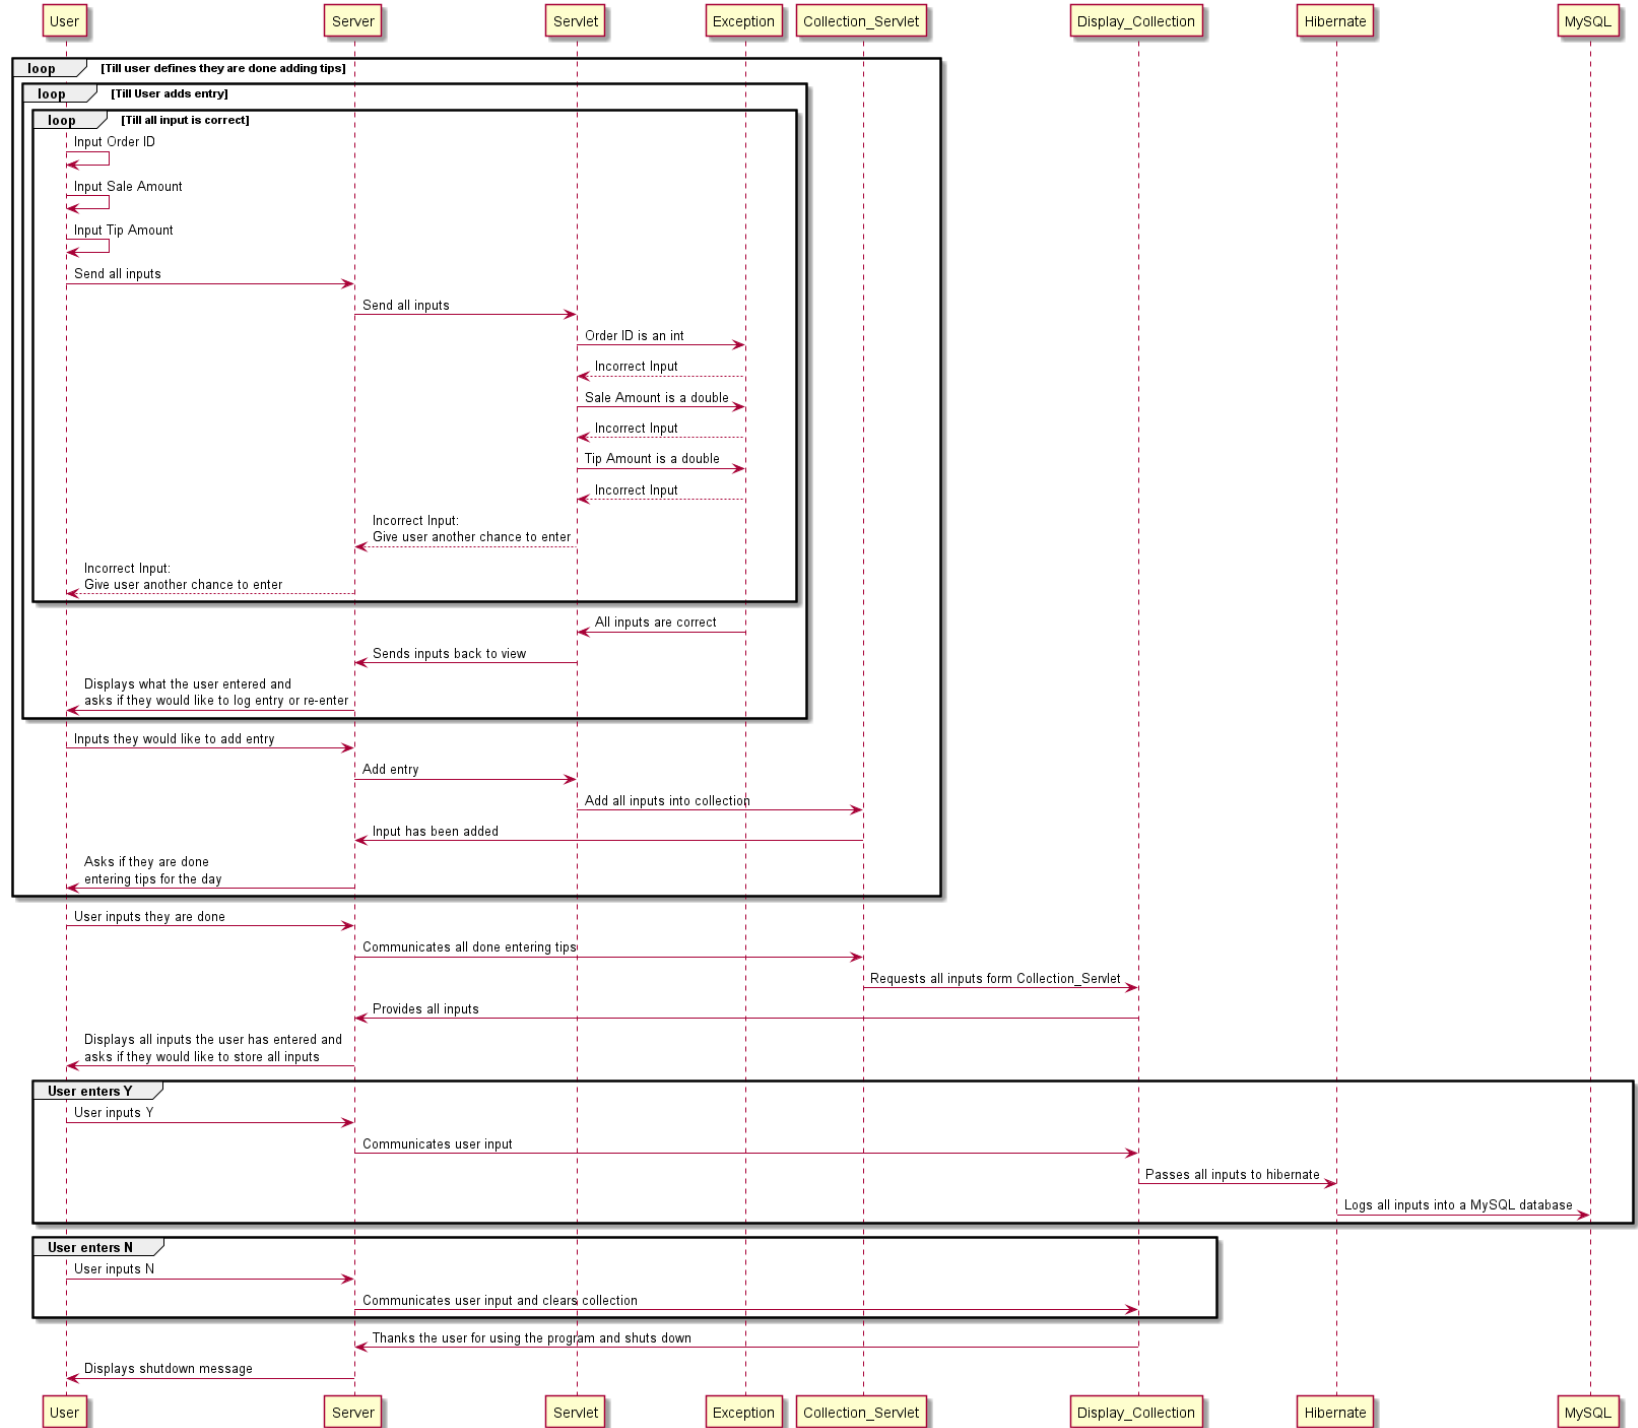 User Server Servlet Exception Collection_Servlet Display_Collection Hibernate MySQL
loop [Till user defines they are done adding tips]
loop [Till User adds entry]
loop [Till all input is correct]
Input Order ID
Input Sale Amount
Input Tip Amount
Send all inputs
Send all inputs
Order ID is an int
Incorrect Input
Sale Amount is a double
Incorrect Input
Tip Amount is a double
Incorrect Input
Incorrect Input:
Give user another chance to enter
Incorrect Input:
Give user another chance to enter
All inputs are correct
Sends inputs back to view
Displays what the user entered and
asks if they would like to log entry or re-enter
Inputs they would like to add entry
Add entry
Add all inputs into collection
Input has been added
Asks if they are done
entering tips for the day
User inputs they are done
Communicates all done entering tips
Requests all inputs form Collection_Servlet
Provides all inputs
Displays all inputs the user has entered and
asks if they would like to store all inputs
User enters Y
User inputs Y
Communicates user input
Passes all inputs to hibernate
Logs all inputs into a MySQL database
User enters N
User inputs N
Communicates user input and clears collection
Thanks the user for using the program and shuts down
Displays shutdown message
User Server Servlet Exception Collection_Servlet Display_Collection Hibernate MySQL